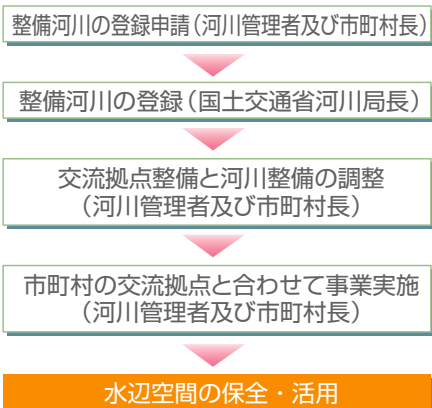 整備河川の登録申請(河川管理者及び市町村長)
整備河川の登録(国土交通省河川局長)
交流拠点整備と河川整備の調整
(河川管理者及び市町村長)
市町村の交流拠点と合わせて事業実施
(河川管理者及び市町村長)
水辺空間の保全・活用